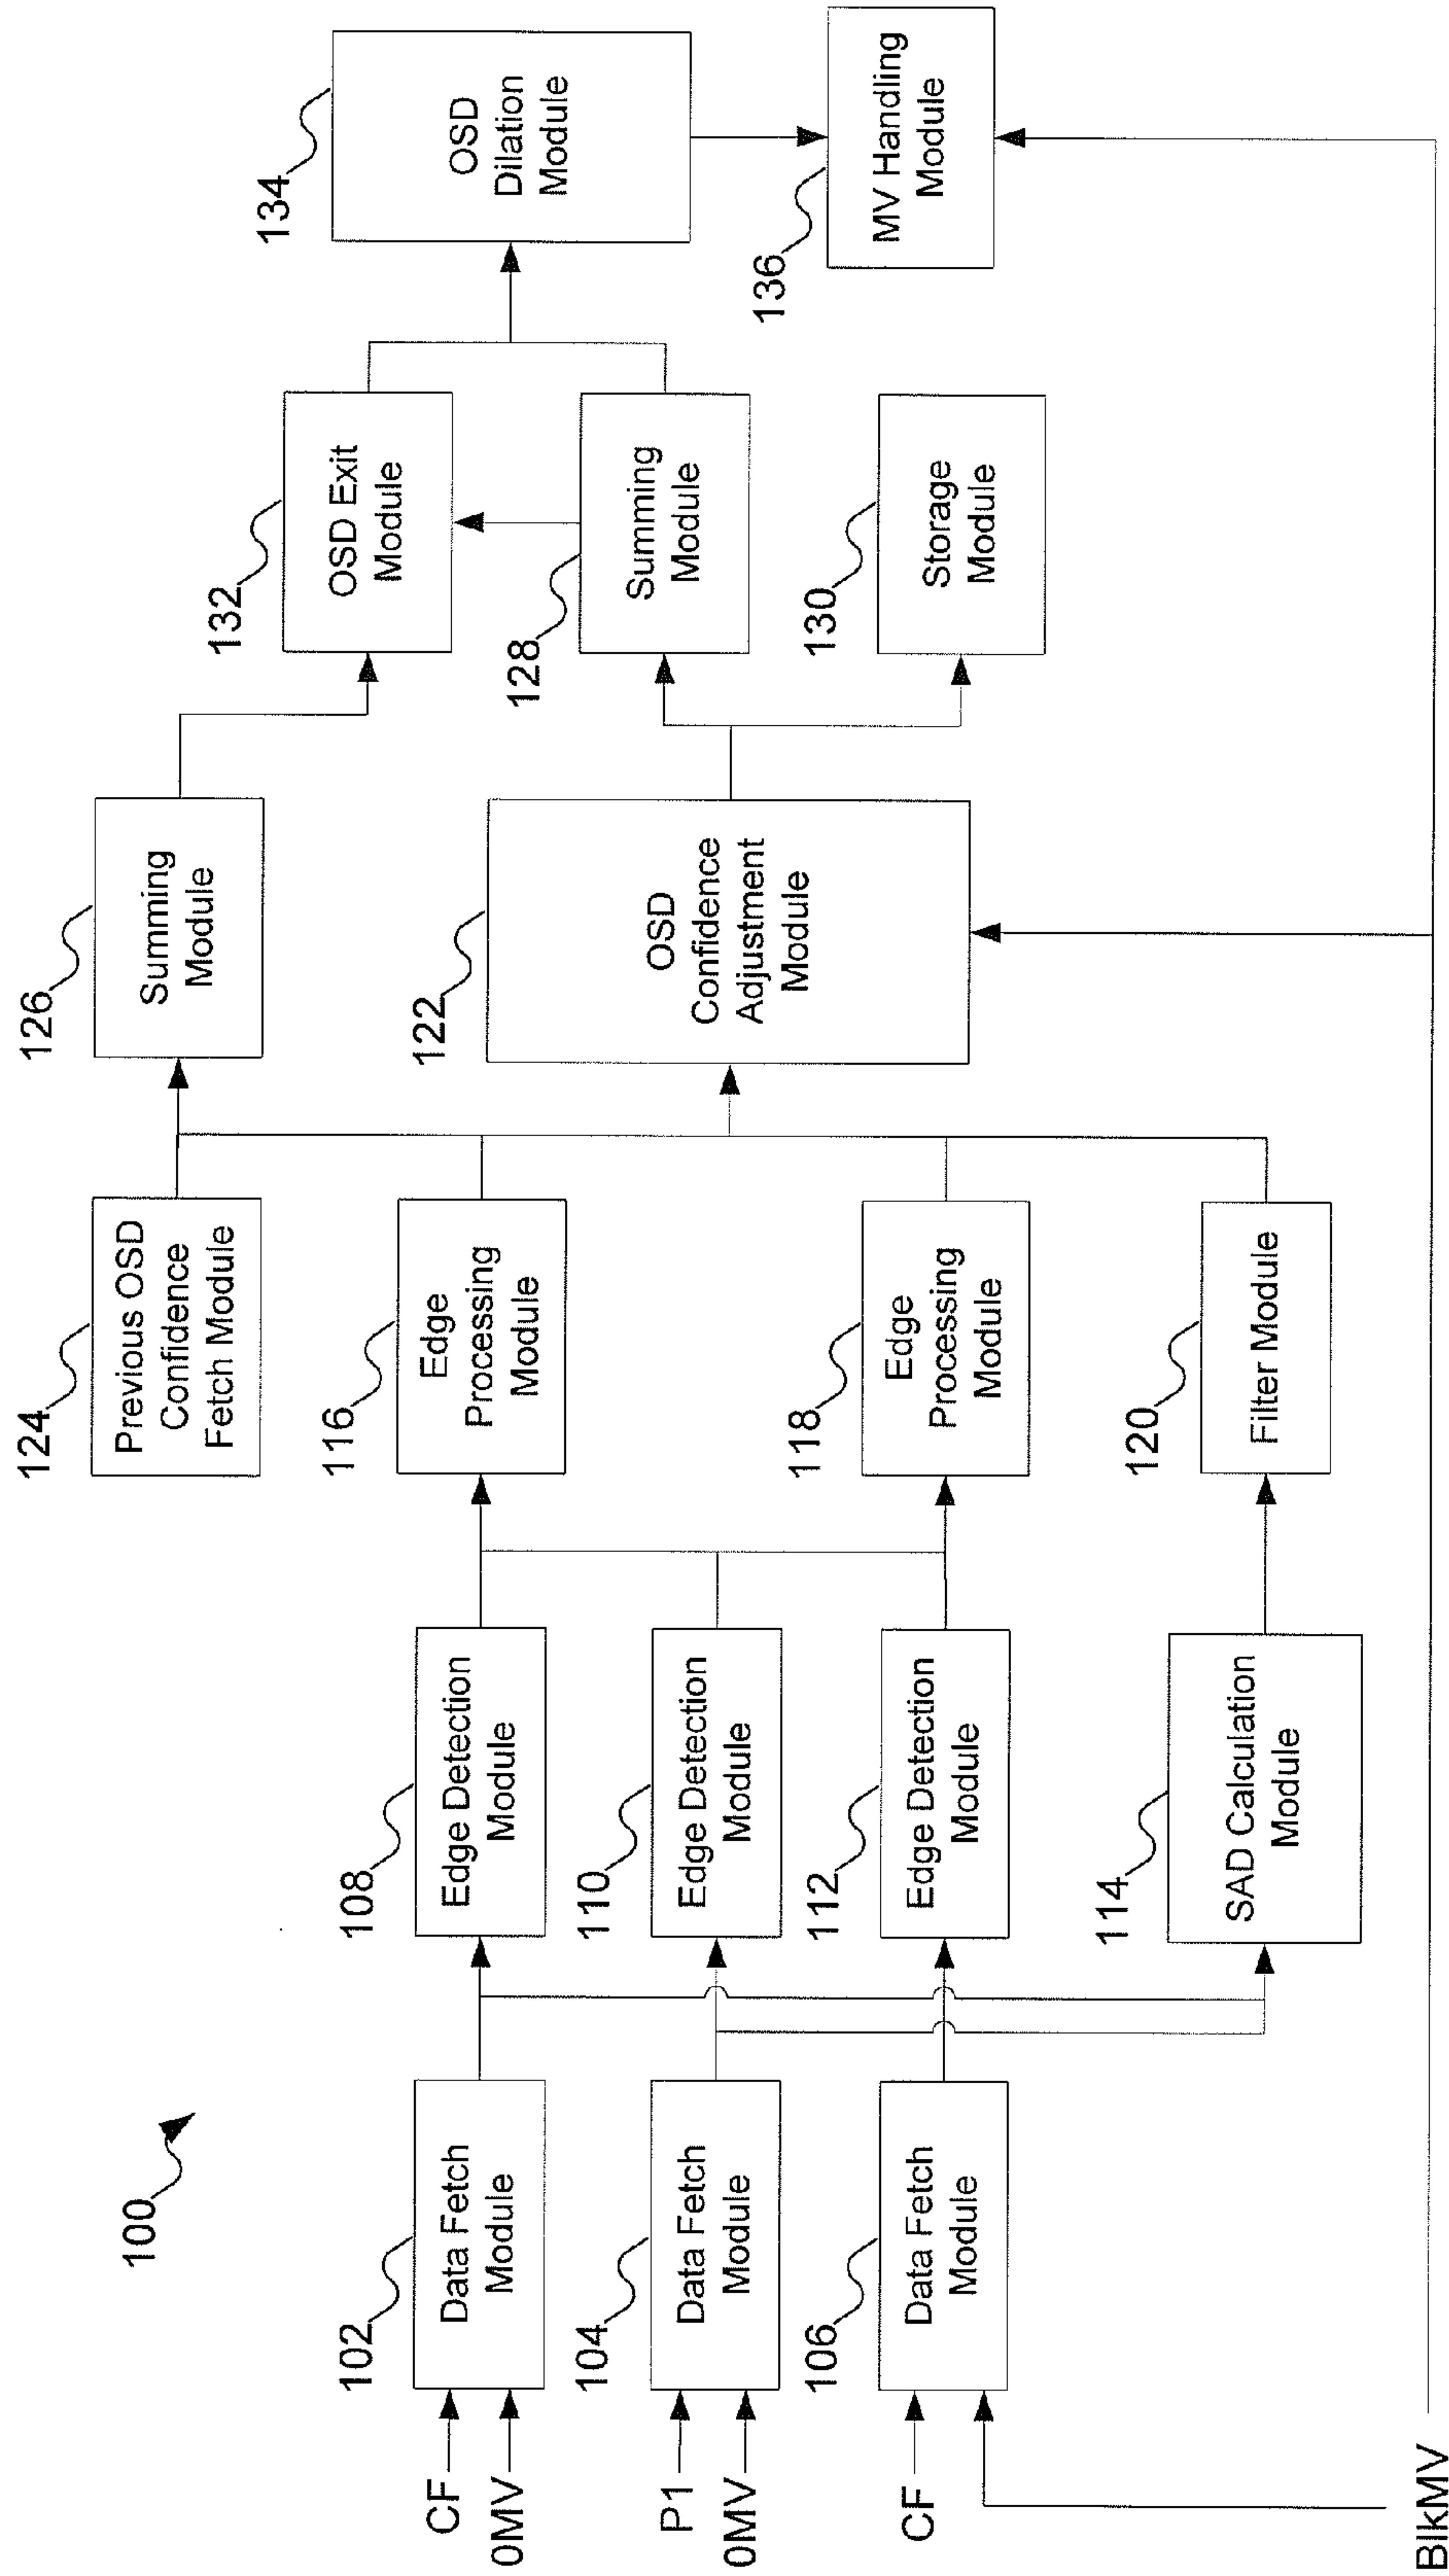 100
CF
0MV
102
Data Fetch
Module
P1
0MV
104
Data Fetch
Module
CF
106
Data Fetch
Module
BlkMV
108
Edge Detection
Module
110
Edge Detection
Module
112
Edge Detection
Module
114
SAD Calculation
Module
124
Previous OSD
Confidence
Fetch Module
116
Edge
Processing
Module
118
Edge
Processing
Module
120
Filter Module
126
Summing
Module
122
OSD
Confidence
Adjustment
Module
132
OSD Exit
Module
128
Summing
Module
130
Storage
Module
134
OSD
Dilation
Module
136
MV Handling
Module